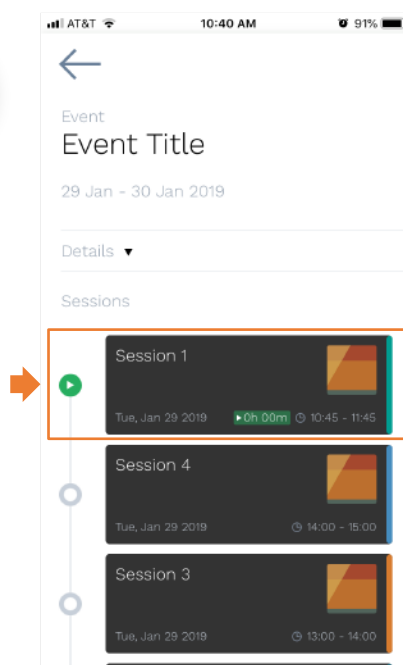 AT&T 10:40 AM 91%
Event
Event Title
29 Jan - 30 Jan 2019
Details ▼
Sessions
Session 1
Tue, Jan 29 2019 0h 00m 10:45 - 11:45
Session 4
Tue, Jan 29 2019 14:00 - 15:00
Session 3
Tue, Jan 29 2019 13:00 - 14:00